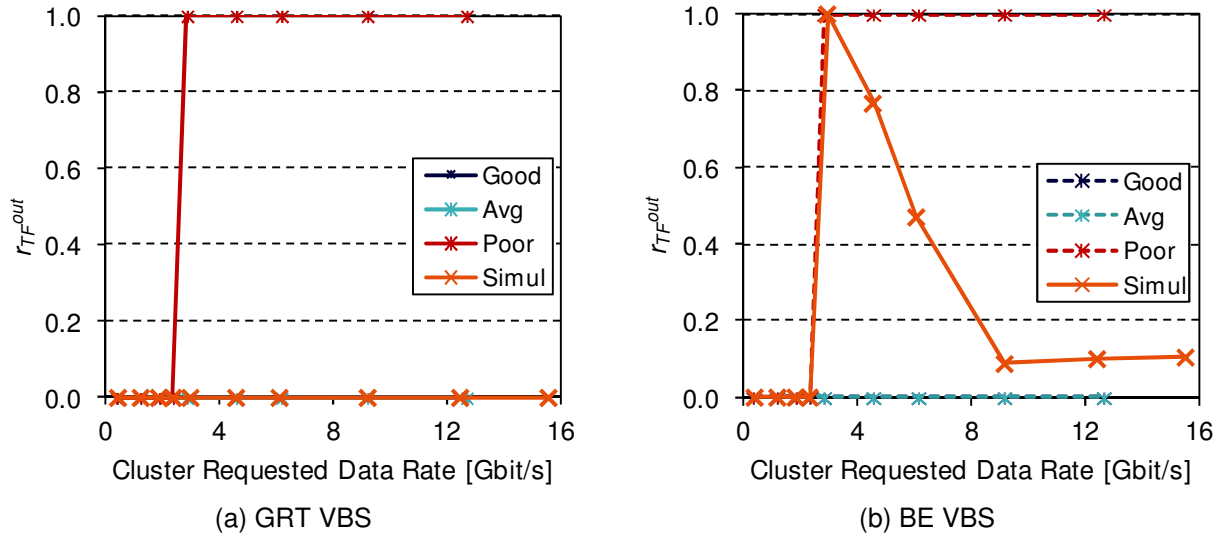 1.0
0.8
0.6
0.4
0.2
0.0
r_TF^out
Good
Avg
Poor
Simul
0 4 8 12 16
Cluster Requested Data Rate [Gbit/s]
(a) GRT VBS
1.0
0.8
0.6
0.4
0.2
0.0
r_TF^out
Good
Avg
Poor
Simul
0 4 8 12 16
Cluster Requested Data Rate [Gbit/s]
(b) BE VBS